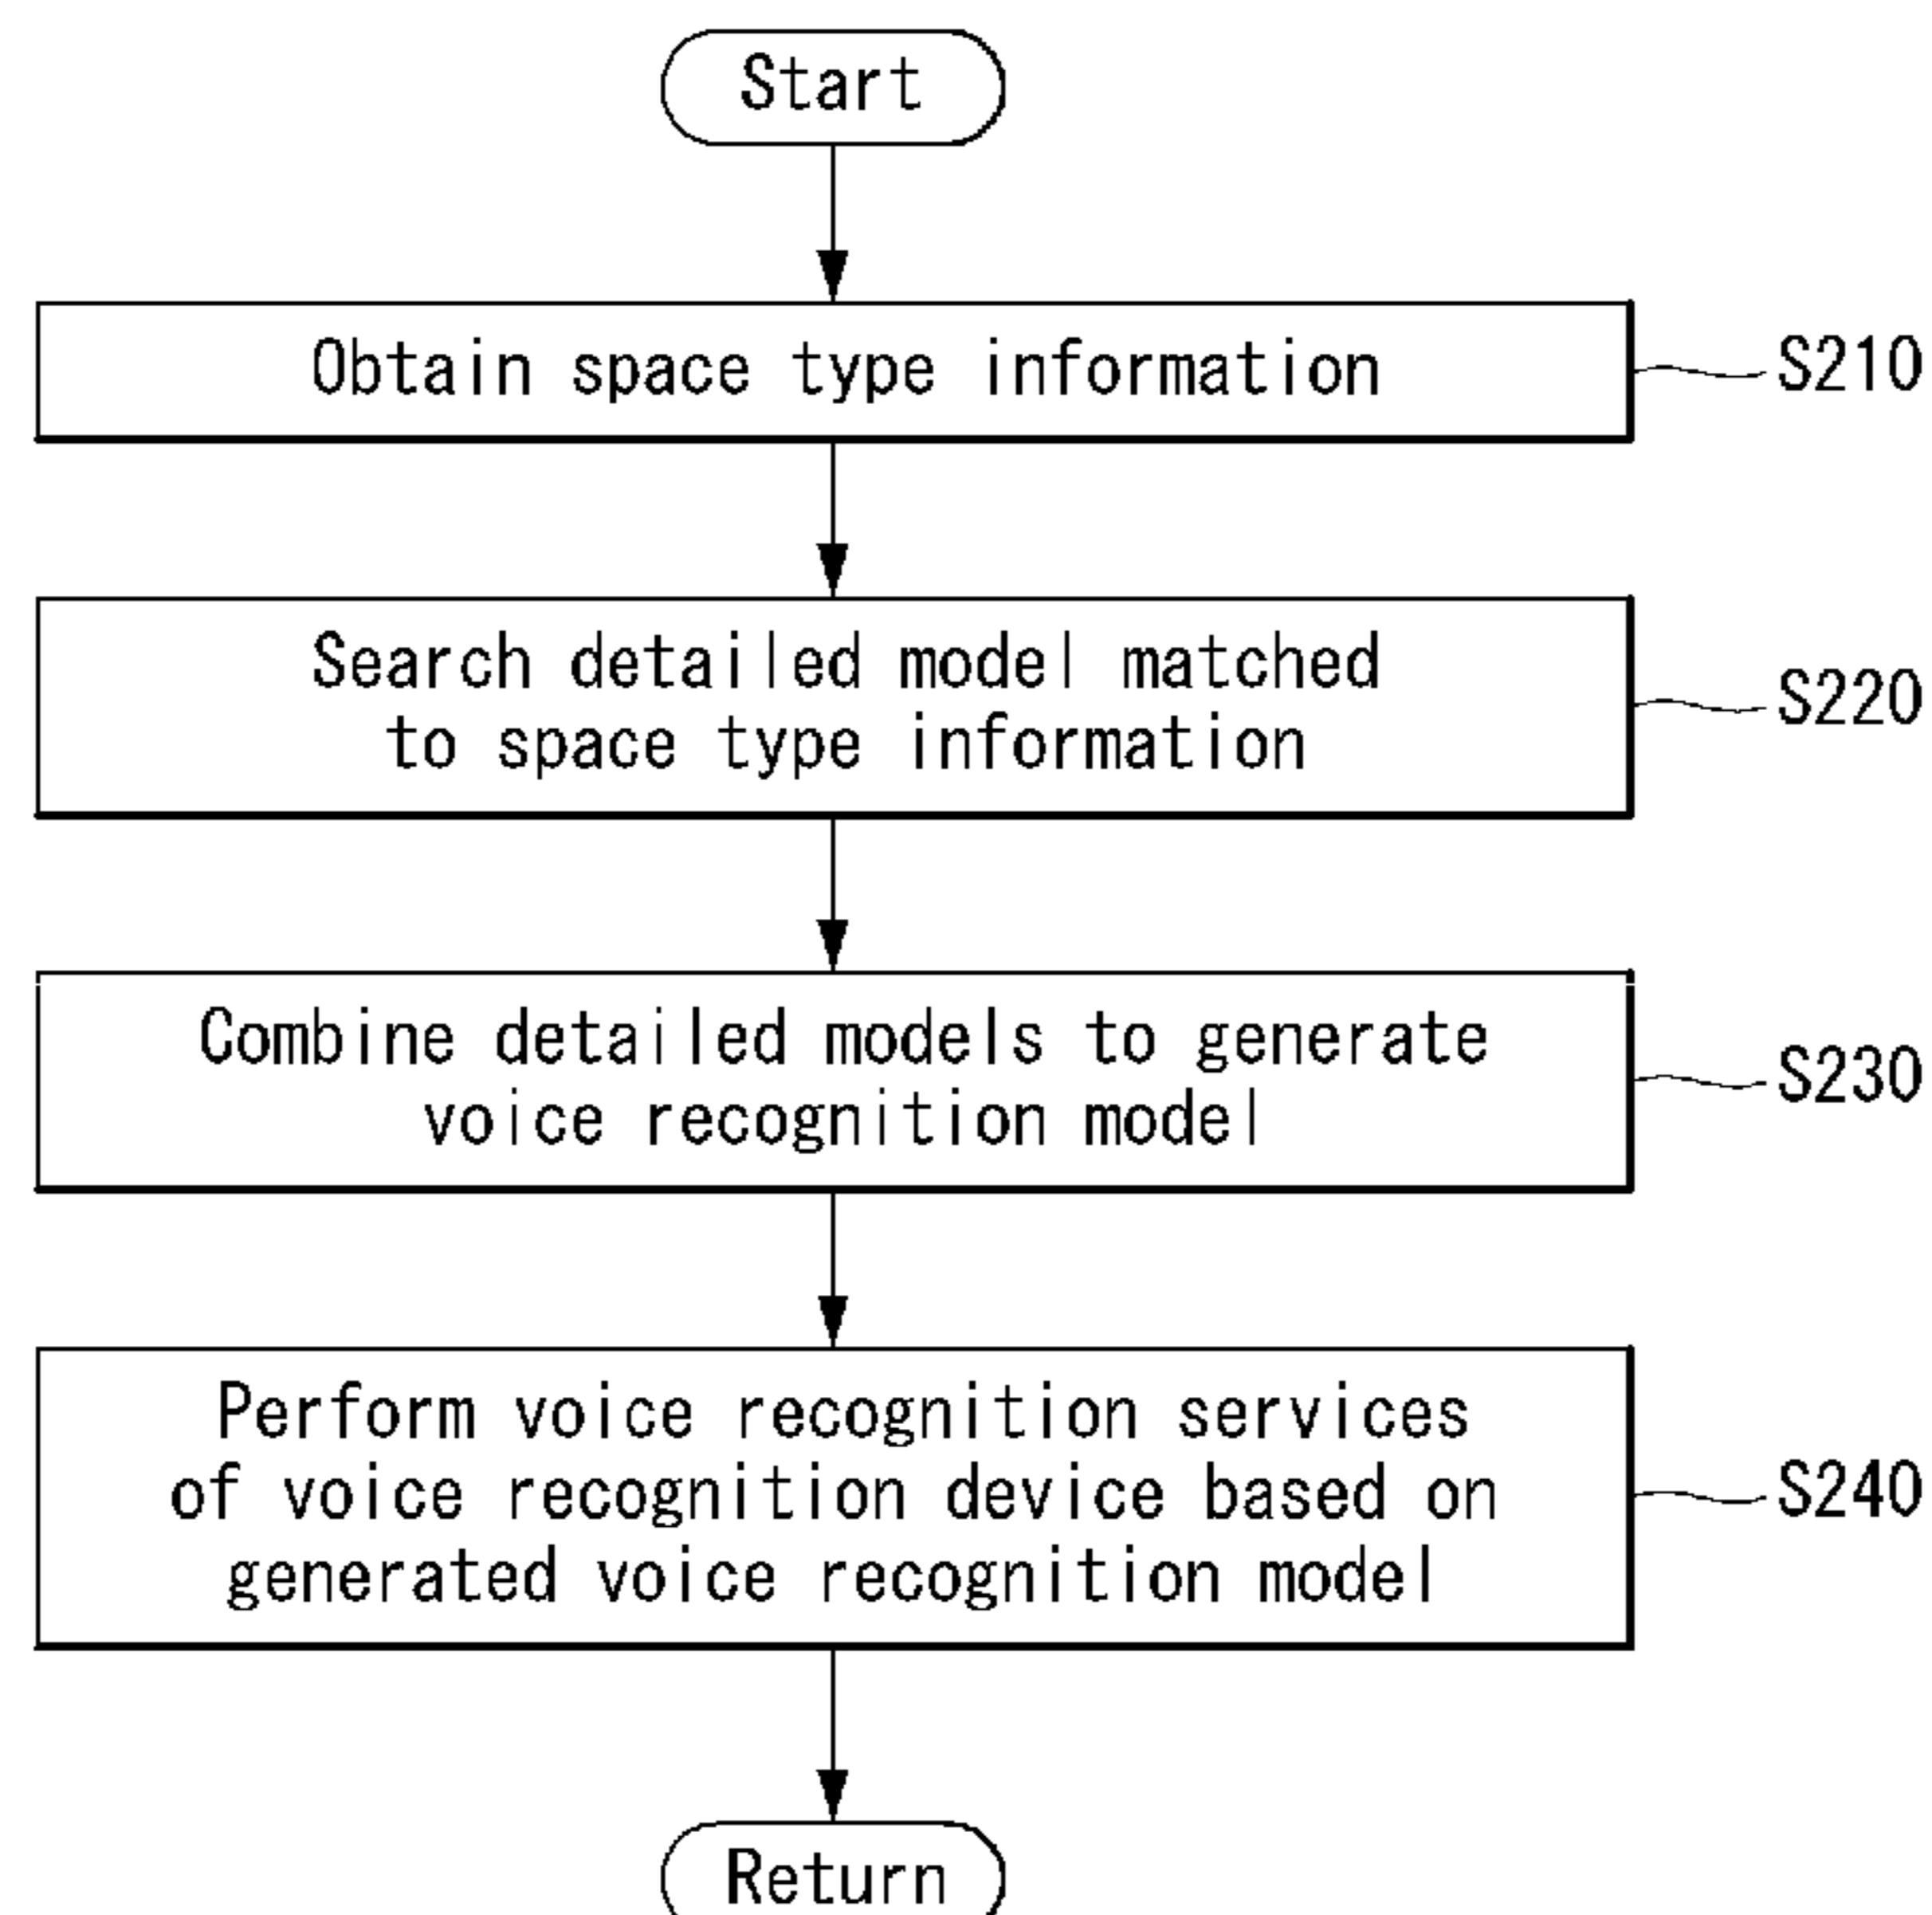 Start
Obtain space type information
S210
Search detailed model matched
to space type information
S220
Combine detailed models to generate
voice recognition model
S230
Perform voice recognition services
of voice recognition device based on
generated voice recognition model
S240
Return